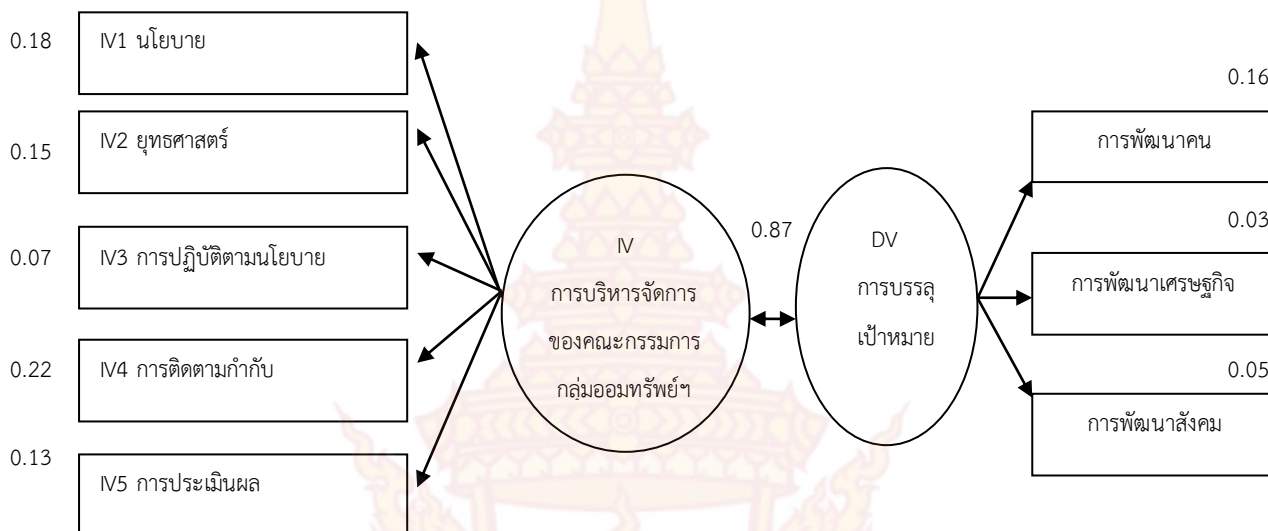 0.18
IV1 นโยบาย
0.15
IV2 ยุทธศาสตร์
0.07
IV3 การปฏิบัติตามนโยบาย
0.22
IV4 การติดตามกำกับ
0.13
IV5 การประเมินผล
IV
การบริหารจัดการ
ของคณะกรรมการ
กลุ่มออมทรัพย์ฯ
0.87
DV
การบรรลุ
เป้าหมาย
0.16
การพัฒนาคน
0.03
การพัฒนาเศรษฐกิจ
0.05
การพัฒนาสังคม